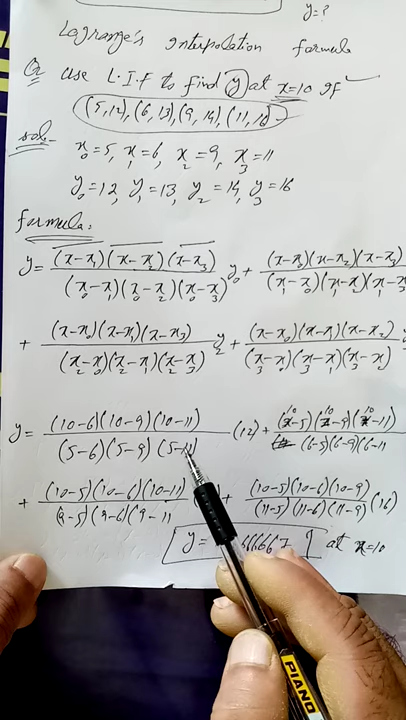 y=?
Lagrange's interpolation formula
Q use L.I.F to find y at x=10 if
(5,12), (6,13), (9,14), (11,16)
soln
x₀=5, x₁=6, x₂=9, x₃=11
y₀=12, y₁=13, y₂=14, y₃=16
formula:
y= (x-x₁)(x-x₂)(x-x₃) / (x₀-x₁)(x₀-x₂)(x₀-x₃) y₀ + (x-x₀)(x-x₂)(x-x₃) / (x₁-x₀)(x₁-x₂)(x₁-x₃
+ (x-x₀)(x-x₁)(x-x₃) / (x₂-x₀)(x₂-x₁)(x₂-x₃) y₂ + (x-x₀)(x-x₁)(x-x₂) / (x₃-x₀)(x₃-x₁)(x₃-x₂) y
y= (10-6)(10-9)(10-11) / (5-6)(5-9)(5-11) (12) + (10-5)(10-9)(10-11) / (6-5)(6-9)(6-11
+ (10-5)(10-6)(10-11) / (9-5)(9-6)(9-11 + (10-5)(10-6)(10-9) / (11-5)(11-6)(11-9) (16)
y= 66667 at x=10
PIANO